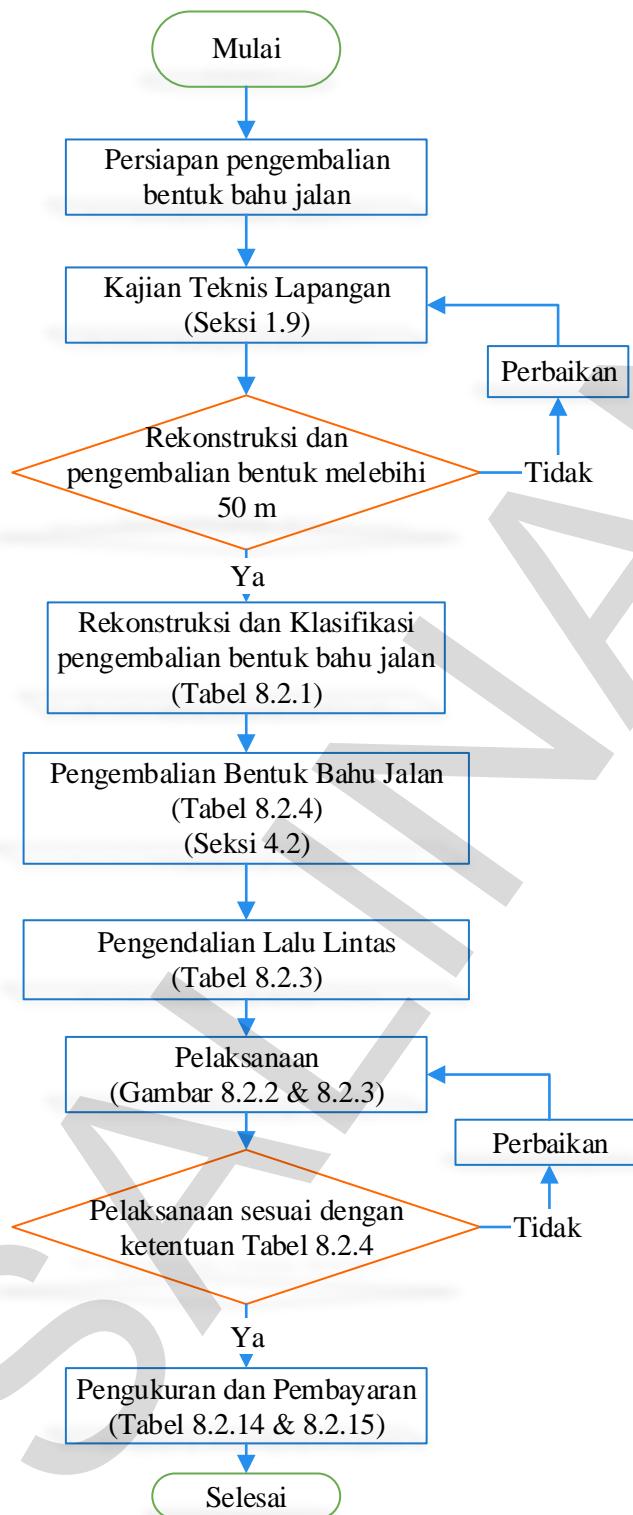 Mulai
Persiapan pengembalian
bentuk bahu jalan
Kajian Teknis Lapangan
(Seksi 1.9)
Perbaikan
Rekonstruksi dan
pengembalian bentuk melebihi
50 m
Tidak
Ya
Rekonstruksi dan Klasifikasi
pengembalian bentuk bahu jalan
(Tabel 8.2.1)
Pengembalian Bentuk Bahu Jalan
(Tabel 8.2.4)
(Seksi 4.2)
Pengendalian Lalu Lintas
(Tabel 8.2.3)
Pelaksanaan
(Gambar 8.2.2 & 8.2.3)
Perbaikan
Pelaksanaan sesuai dengan
ketentuan Tabel 8.2.4
Tidak
Ya
Pengukuran dan Pembayaran
(Tabel 8.2.14 & 8.2.15)
Selesai
SALINA